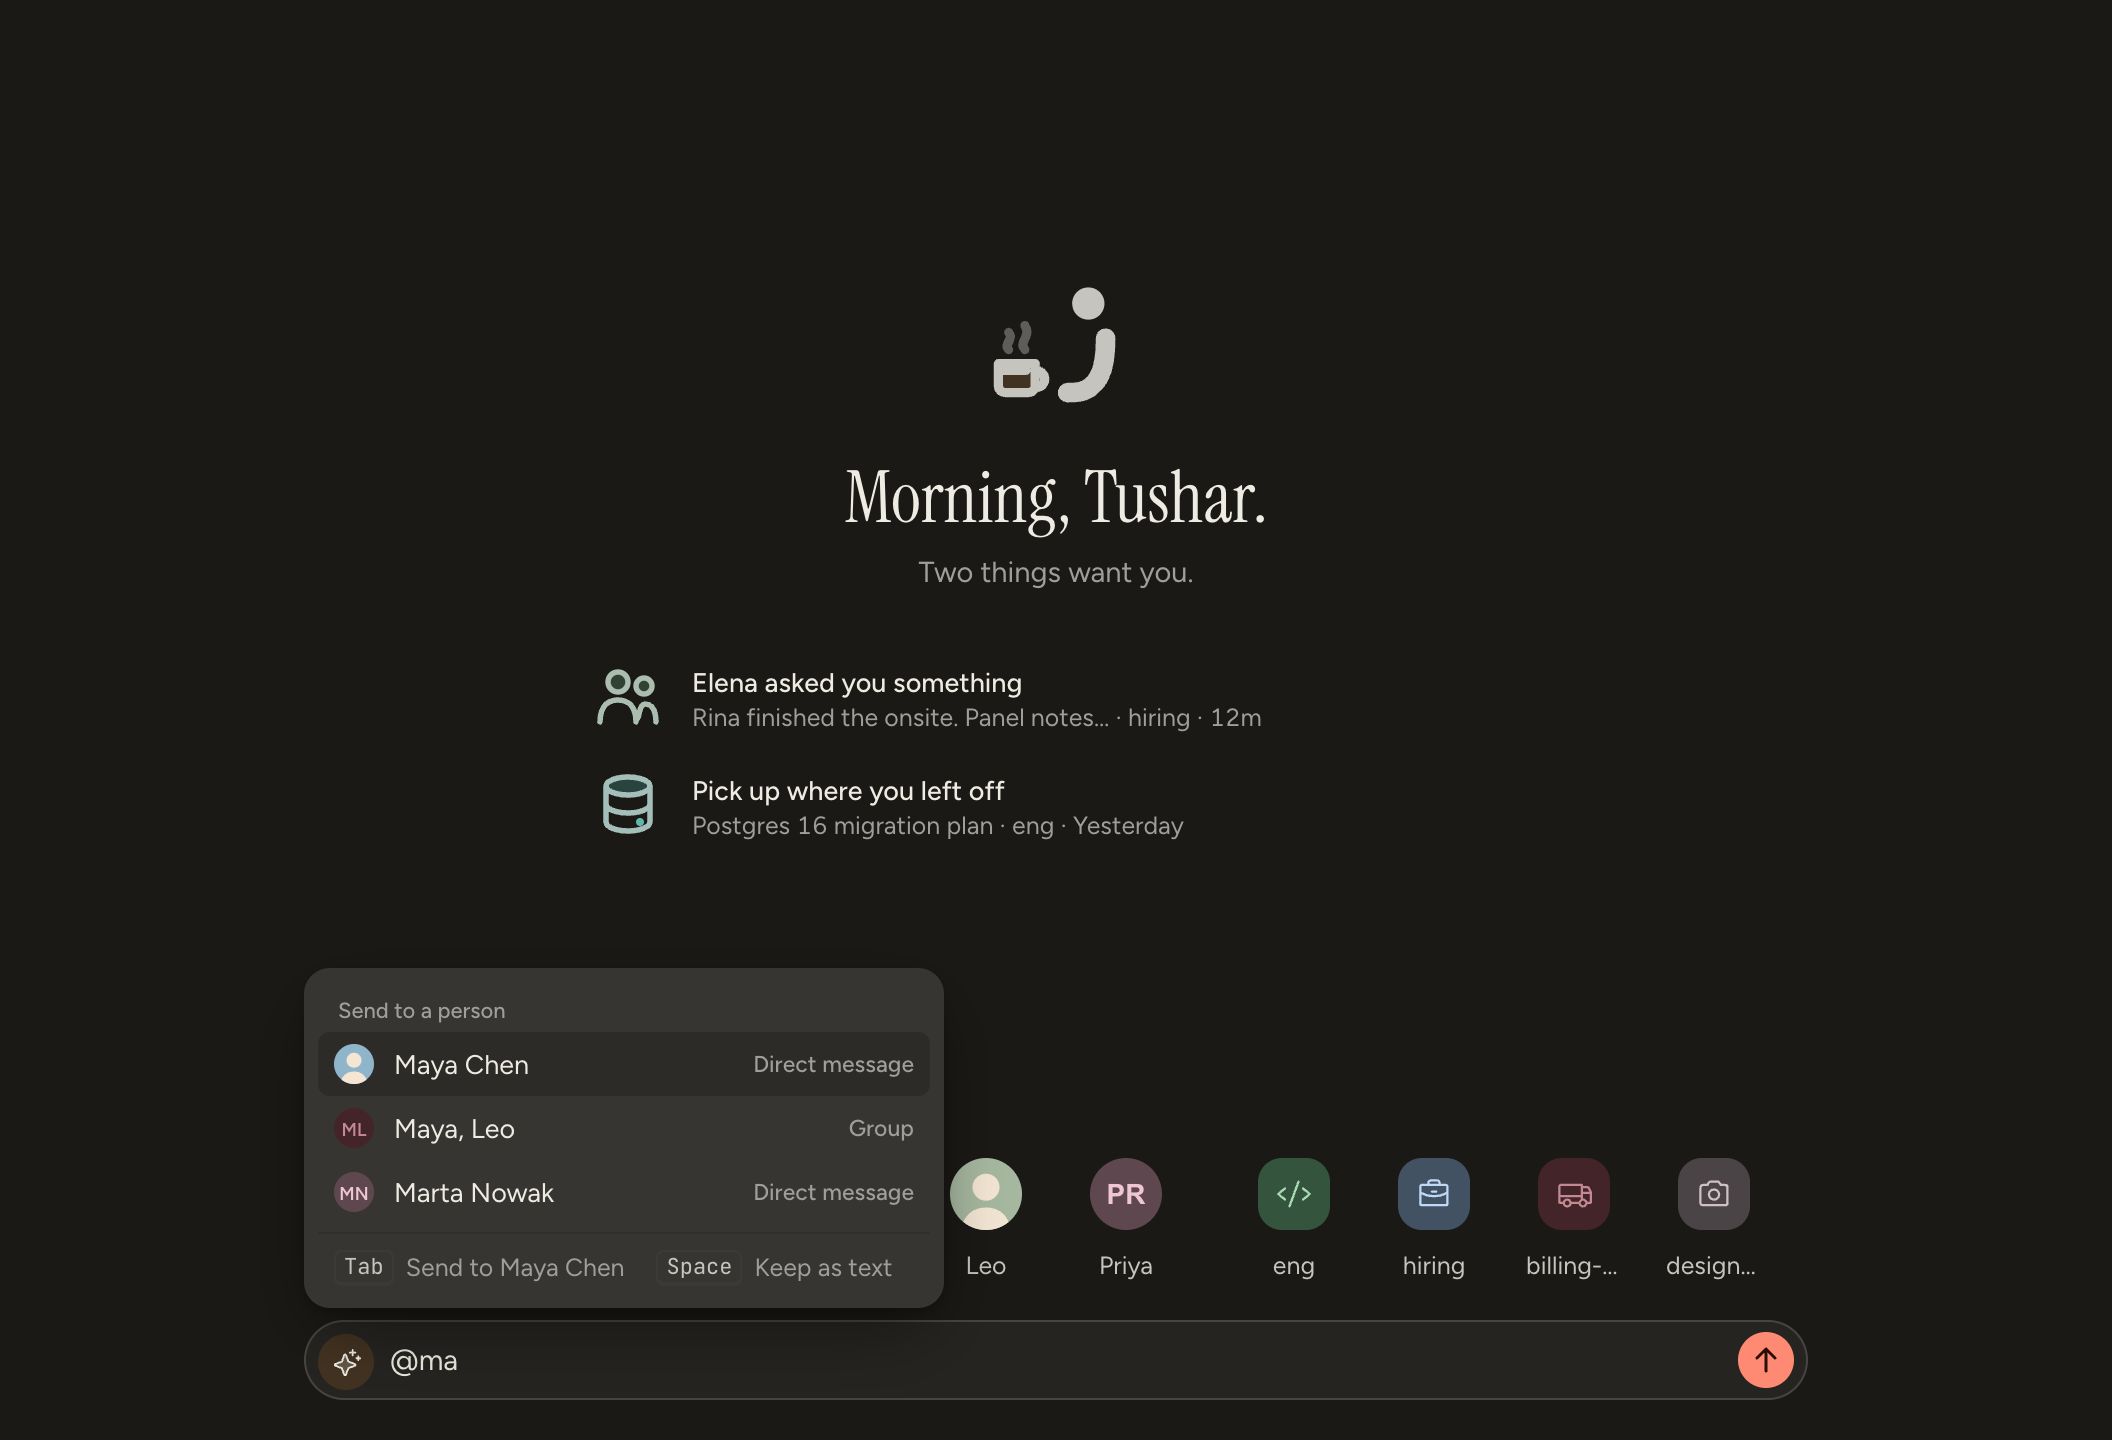 Morning, Tushar.
Two things want you.
Elena asked you something
Rina finished the onsite. Panel notes... · hiring · 12m
Pick up where you left off
Postgres 16 migration plan · eng · Yesterday
Send to a person
Maya Chen Direct message
ML Maya, Leo Group
MN Marta Nowak Direct message
Tab Send to Maya Chen Space Keep as text
PR
Leo Priya eng hiring billing-... design...
@ma